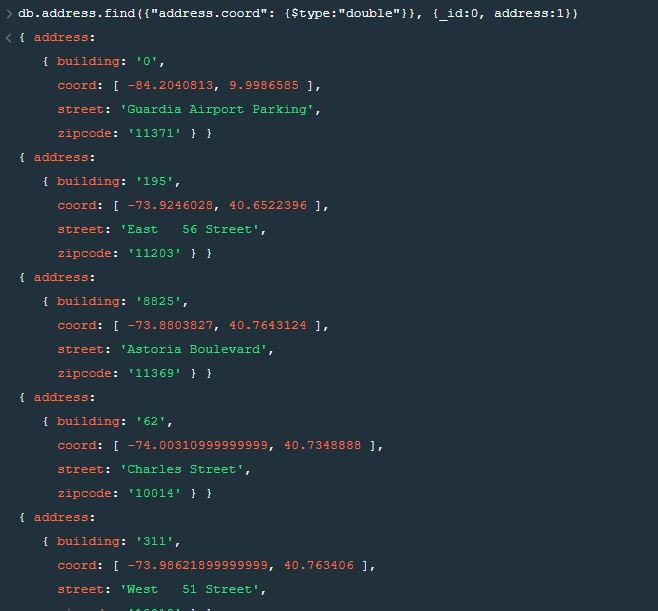 > db.address.find({"address.coord": {$type:"double"}}, {_id:0, address:1})
< { address:
{ building: '0',
coord: [ -84.2040813, 9.9986585 ],
street: 'Guardia Airport Parking',
zipcode: '11371' } }
{ address:
{ building: '195',
coord: [ -73.9246028, 40.6522396 ],
street: 'East   56 Street',
zipcode: '11203' } }
{ address:
{ building: '8825',
coord: [ -73.8803827, 40.7643124 ],
street: 'Astoria Boulevard',
zipcode: '11369' } }
{ address:
{ building: '62',
coord: [ -74.00310999999999, 40.7348888 ],
street: 'Charles Street',
zipcode: '10014' } }
{ address:
{ building: '311',
coord: [ -73.98621899999999, 40.763406 ],
street: 'West   51 Street',